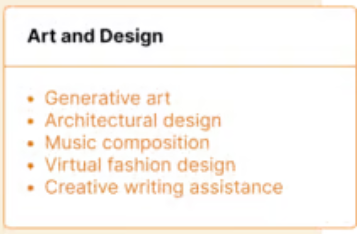 Art and Design
• Generative art
• Architectural design
• Music composition
• Virtual fashion design
• Creative writing assistance